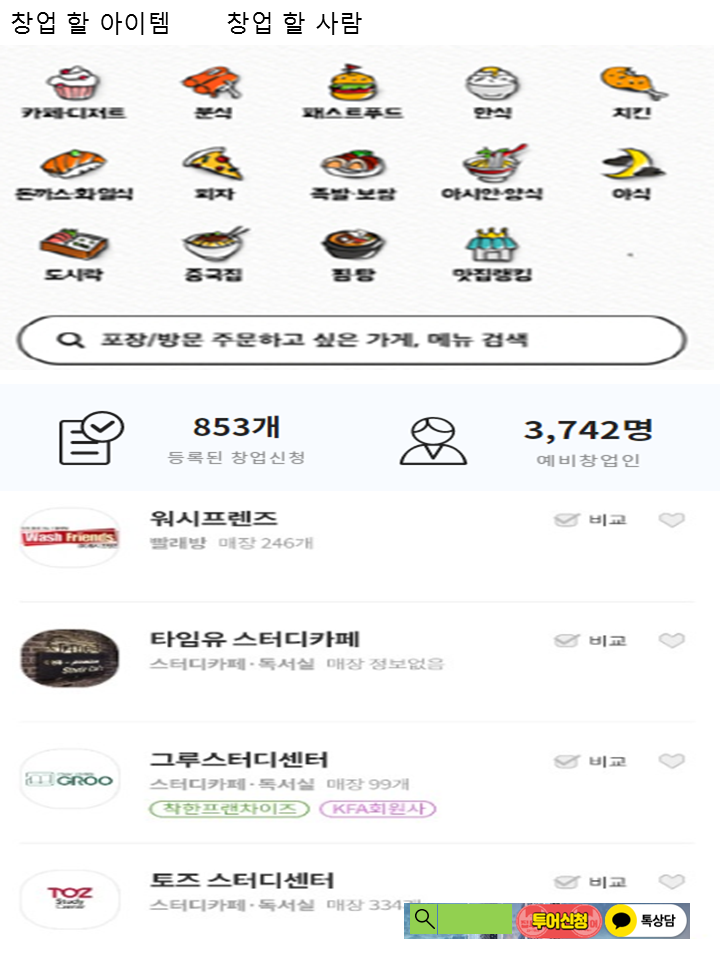 창업 할 아이템 창업 할 사람
카페·디저트 분식 패스트푸드 한식 치킨
돈까스·회·일식 피자 족발·보쌈 아시안·양식 야식
도시락 중국집 찜·탕 맛집랭킹
포장/방문 주문하고 싶은 가게, 메뉴 검색
853개 3,742명
등록된 창업신청 예비창업인
Wash Friends
워시프렌즈 비교
빨래방 매장 246개
타임유 스터디카페 비교
스터디카페·독서실 매장 정보없음
GROO
그루스터디센터 비교
스터디카페·독서실 매장 99개
착한프랜차이즈 KFA회원사
TOZ
Study
토즈 스터디센터 비교
스터디카페·독서실 매장 334개
투어신청 톡상담